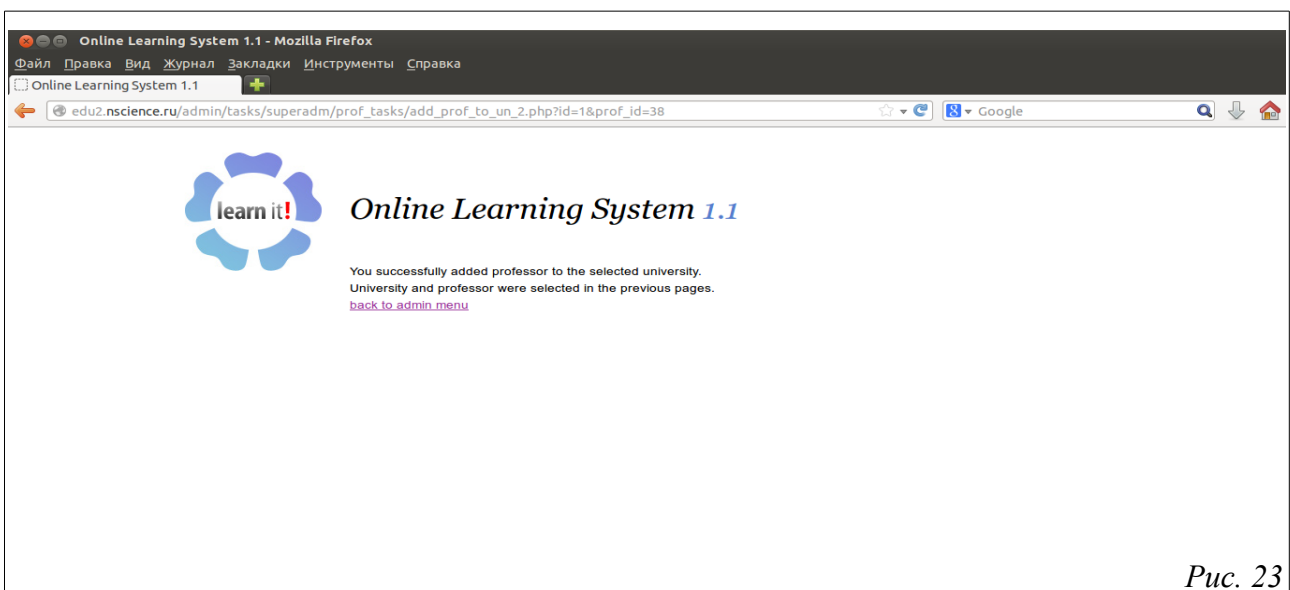 Online Learning System 1.1 - Mozilla Firefox
Файл Правка Вид Журнал Закладки Инструменты Справка
Online Learning System 1.1
edu2.nscience.ru/admin/tasks/superadm/prof_tasks/add_prof_to_un_2.php?id=1&prof_id=38
8 Google
learn it!
Online Learning System 1.1
You successfully added professor to the selected university.
University and professor were selected in the previous pages.
back to admin menu
Рис. 23